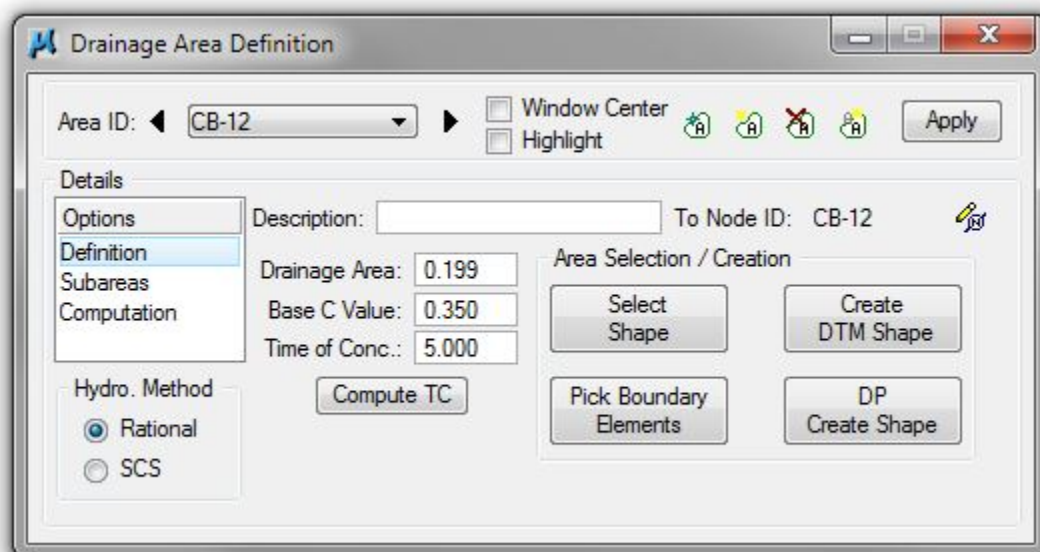 Drainage Area Definition
Area ID: CB-12
Window Center
Highlight
Apply
Details
Options
Definition
Subareas
Computation
Description:
To Node ID: CB-12
Drainage Area: 0.199
Base C Value: 0.350
Time of Conc.: 5.000
Compute TC
Area Selection / Creation
Select
Shape
Create
DTM Shape
Pick Boundary
Elements
DP
Create Shape
Hydro. Method
Rational
SCS